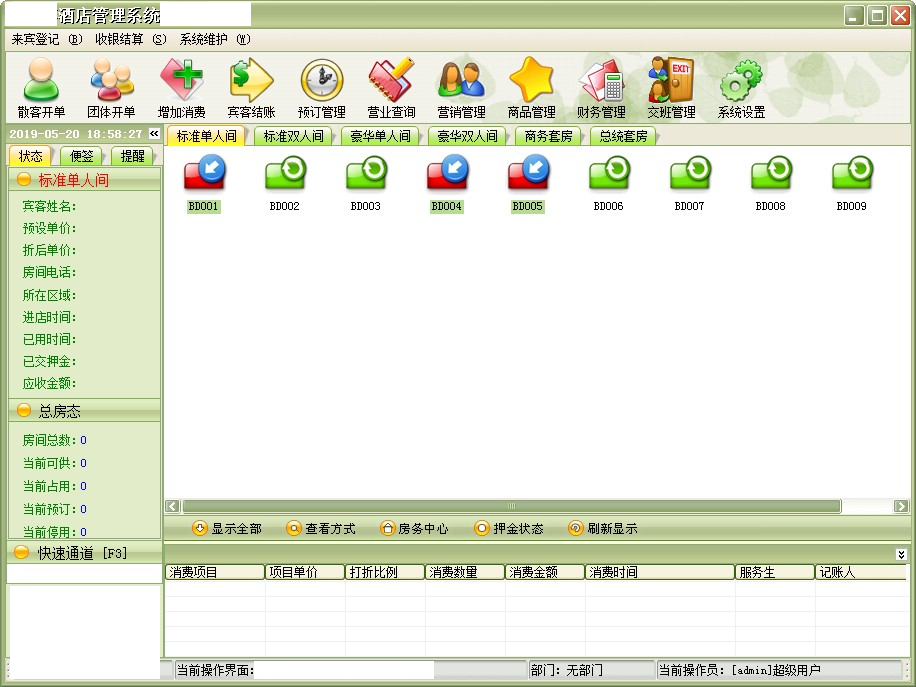 酒店管理系统
来宾登记 (B) 收银结算 (S) 系统维护 (W)
散客开单 团体开单 增加消费 宾客结账 预订管理 营业查询 营销管理 商品管理 财务管理 交班管理 系统设置
EXIT
2019-05-20 18:58:27 «
标准单人间 标准双人间 豪华单人间 豪华双人间 商务套房 总统套房
状态 便签 提醒
标准单人间
宾客姓名:
预设单价:
折后单价:
房间电话:
所在区域:
进店时间:
已用时间:
已交押金:
应收金额:
总房态
房间总数: 0
当前可供: 0
当前占用: 0
当前预订: 0
当前停用: 0
快速通道 [F3]
BD001 BD002 BD003 BD004 BD005 BD006 BD007 BD008 BD009
显示全部 查看方式 房务中心 押金状态 刷新显示
消费项目 项目单价 打折比例 消费数量 消费金额 消费时间 服务生 记账人
当前操作界面: 部门: 无部门 当前操作员: [admin]超级用户